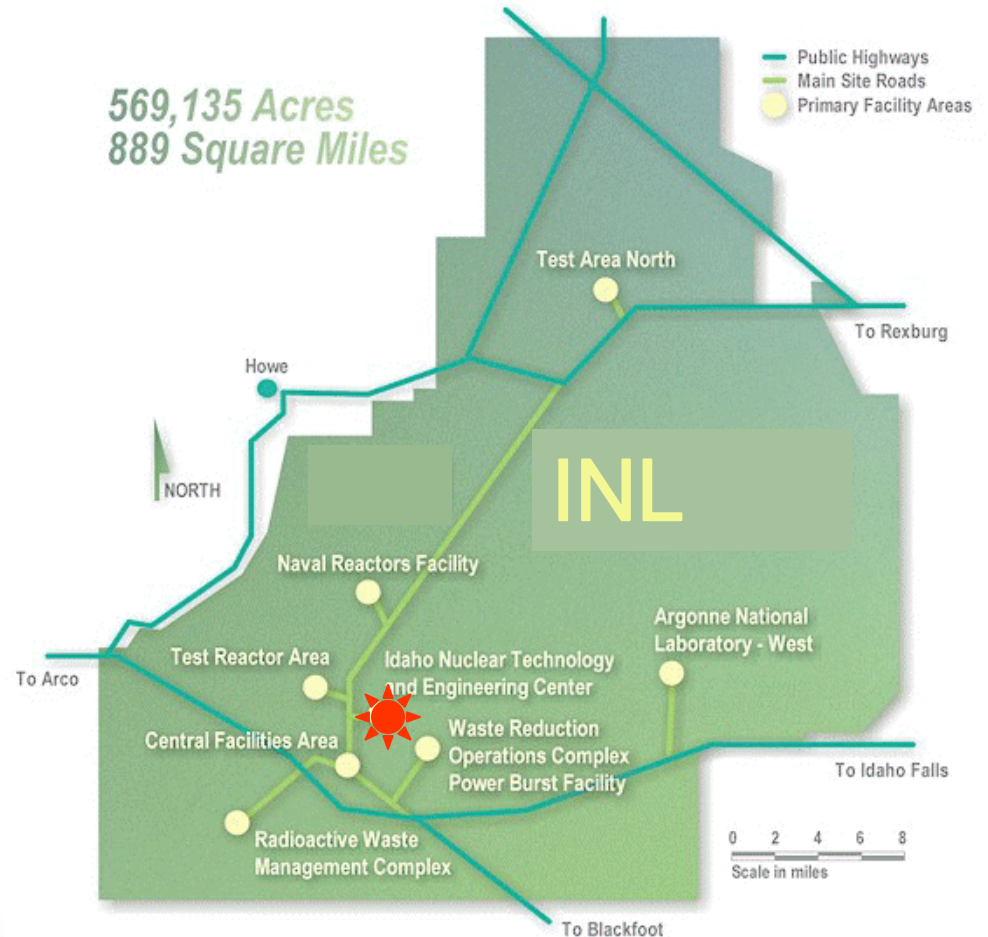 569,135 Acres
889 Square Miles
Public Highways
Main Site Roads
Primary Facility Areas
Test Area North
To Rexburg
Howe
NORTH
INL
Naval Reactors Facility
Argonne National
Laboratory - West
To Arco
Test Reactor Area
Idaho Nuclear Technology
and Engineering Center
Central Facilities Area
Waste Reduction
Operations Complex
Power Burst Facility
To Idaho Falls
Radioactive Waste
Management Complex
0 2 4 6 8
Scale in miles
To Blackfoot